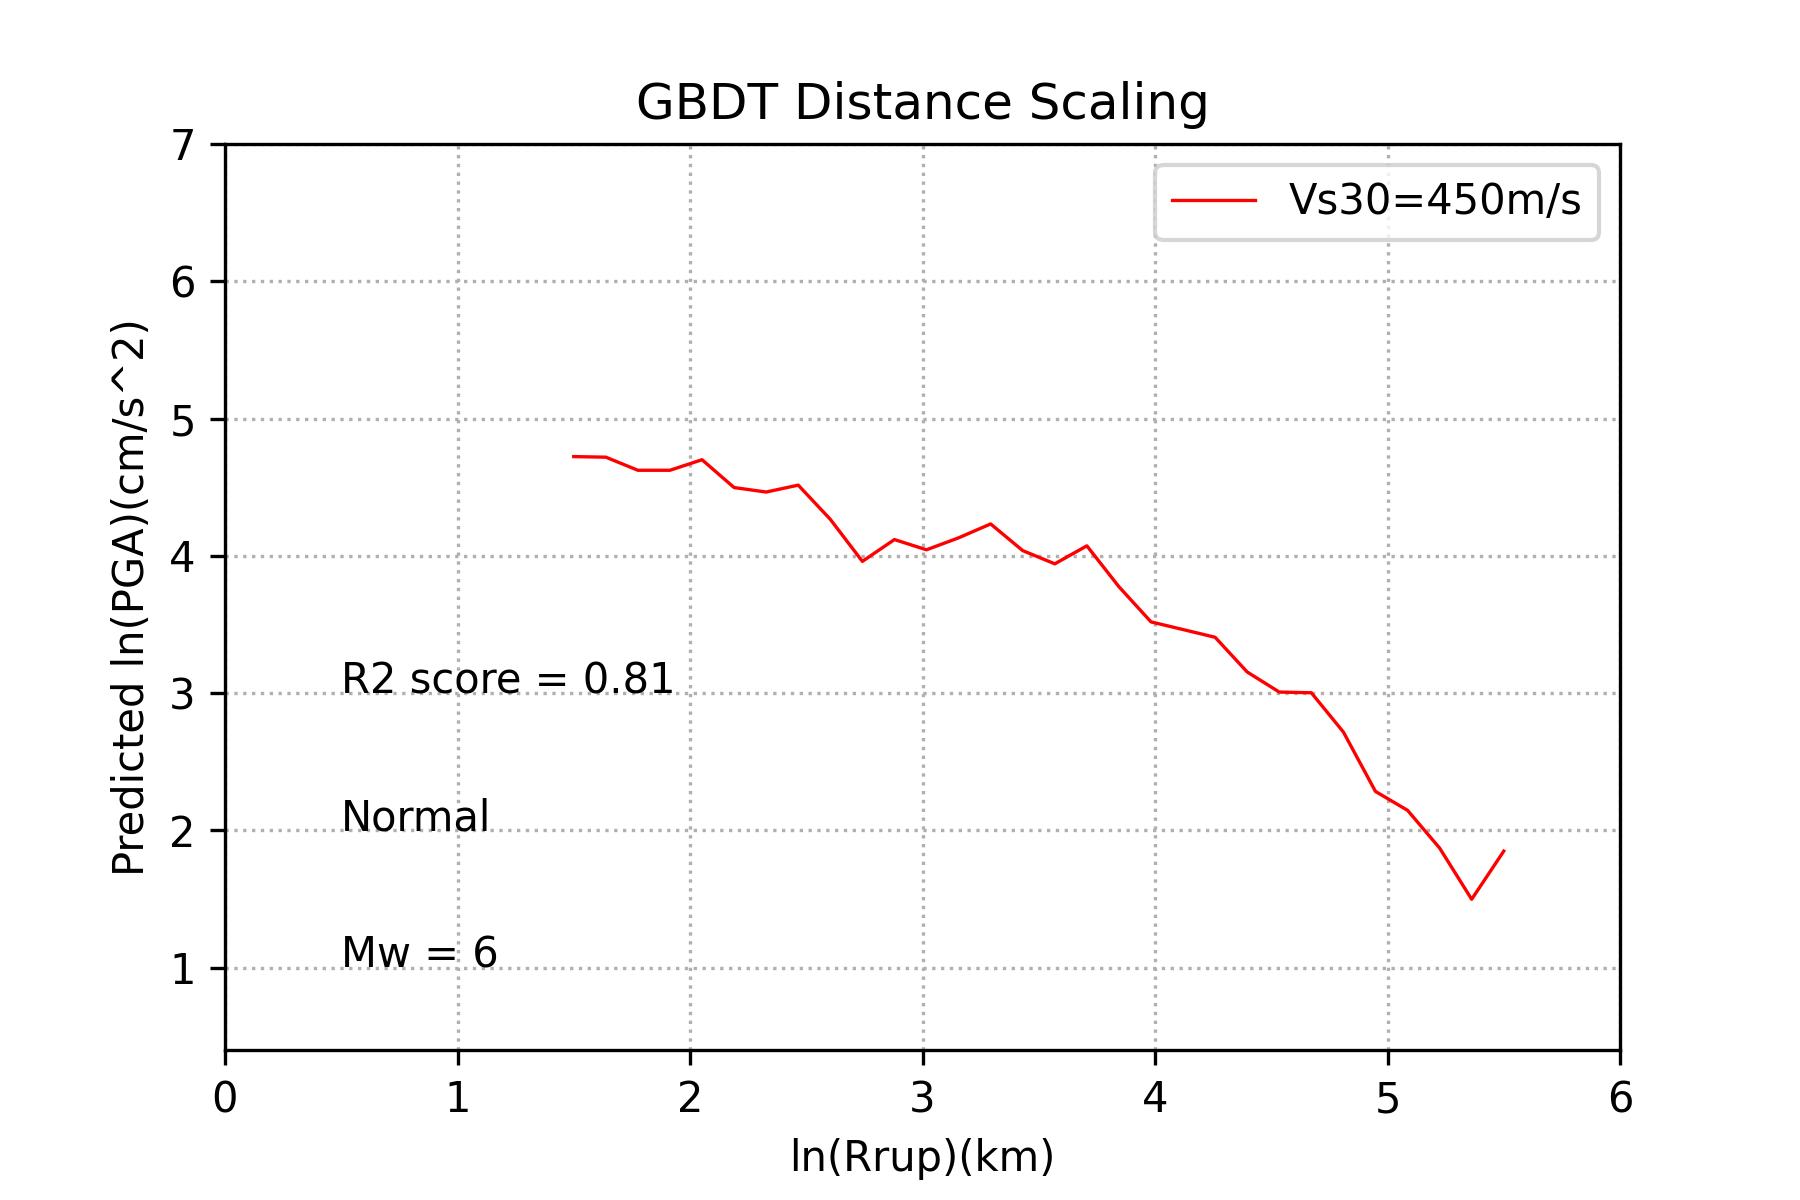 GBDT Distance Scaling
7
6
5
4
3
2
1
Predicted ln(PGA)(cm/s^2)
Vs30=450m/s
R2 score = 0.81
Normal
Mw = 6
0 1 2 3 4 5 6
ln(Rrup)(km)